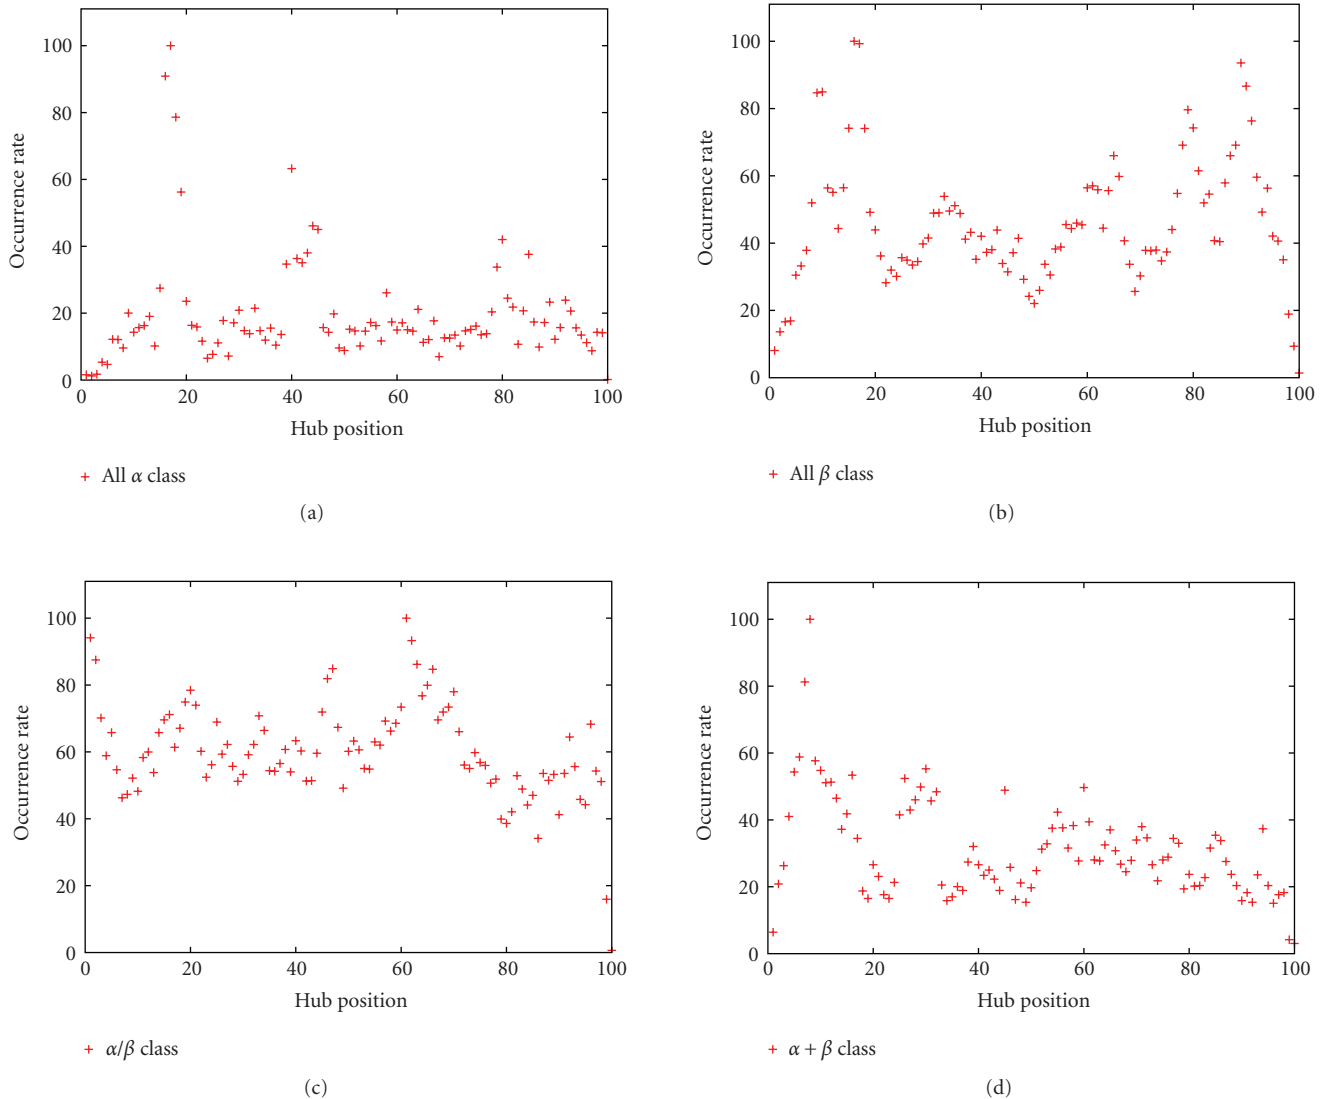 100
80
60
40
20
0
Occurrence rate
0 20 40 60 80 100
Hub position
+ All α class
(a)
100
80
60
40
20
0
Occurrence rate
0 20 40 60 80 100
Hub position
+ All β class
(b)
100
80
60
40
20
0
Occurrence rate
0 20 40 60 80 100
Hub position
+ α/β class
(c)
100
80
60
40
20
0
Occurrence rate
0 20 40 60 80 100
Hub position
+ α + β class
(d)